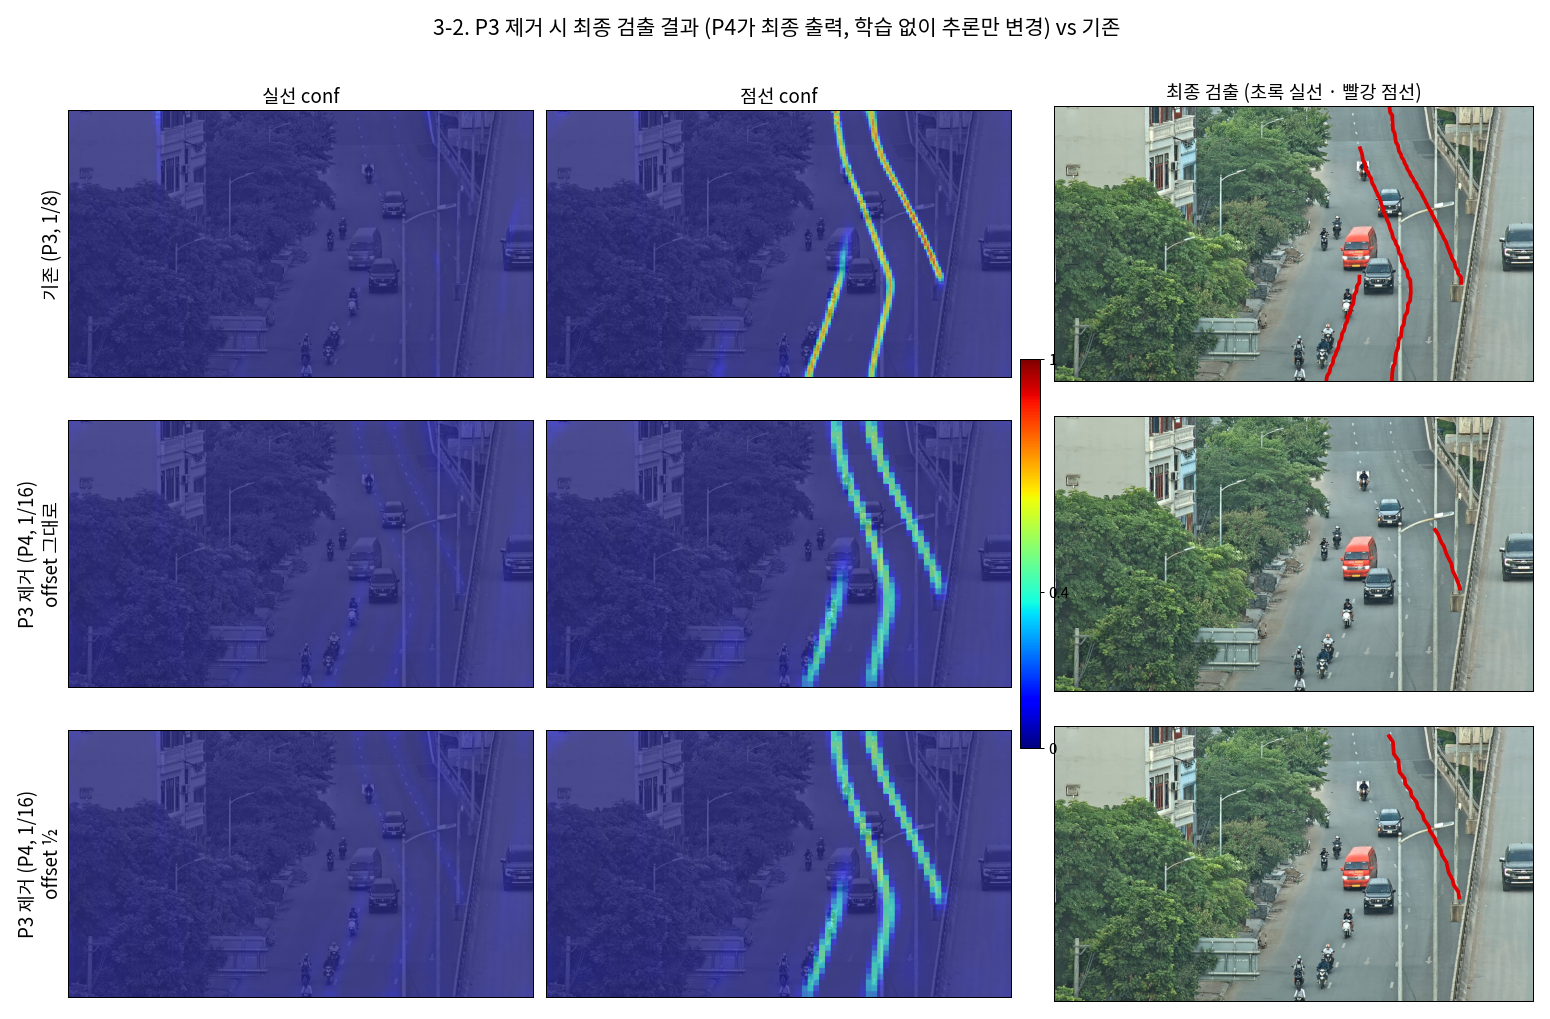 3-2. P3 제거 시 최종 검출 결과 (P4가 최종 출력, 학습 없이 추론만 변경) vs 기존
실선 conf
점선 conf
최종 검출 (초록 실선 · 빨강 점선)
기존 (P3, 1/8)
1
0.4
0
P3 제거 (P4, 1/16)
offset 그대로
P3 제거 (P4, 1/16)
offset ½